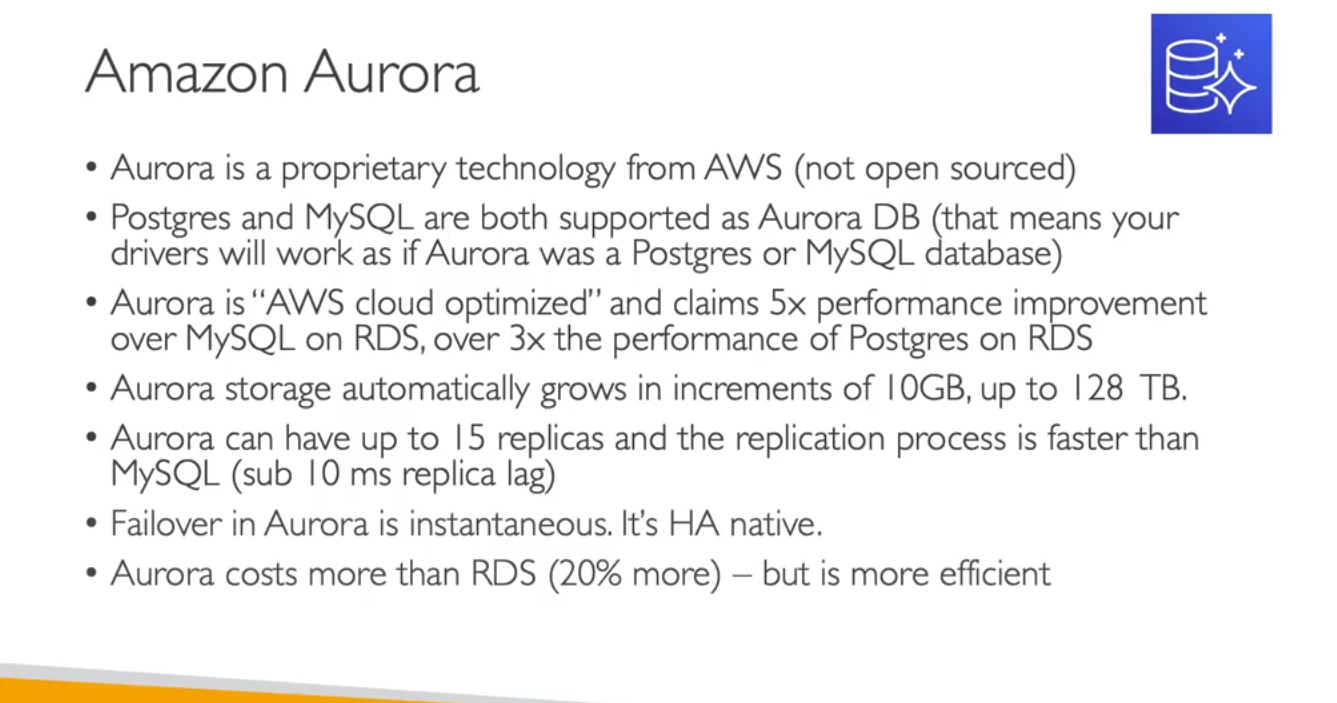 Amazon Aurora
• Aurora is a proprietary technology from AWS (not open sourced)
• Postgres and MySQL are both supported as Aurora DB (that means your
drivers will work as if Aurora was a Postgres or MySQL database)
• Aurora is “AWS cloud optimized” and claims 5x performance improvement
over MySQL on RDS, over 3x the performance of Postgres on RDS
• Aurora storage automatically grows in increments of 10GB, up to 128 TB.
• Aurora can have up to 15 replicas and the replication process is faster than
MySQL (sub 10 ms replica lag)
• Failover in Aurora is instantaneous. It’s HA native.
• Aurora costs more than RDS (20% more) – but is more efficient